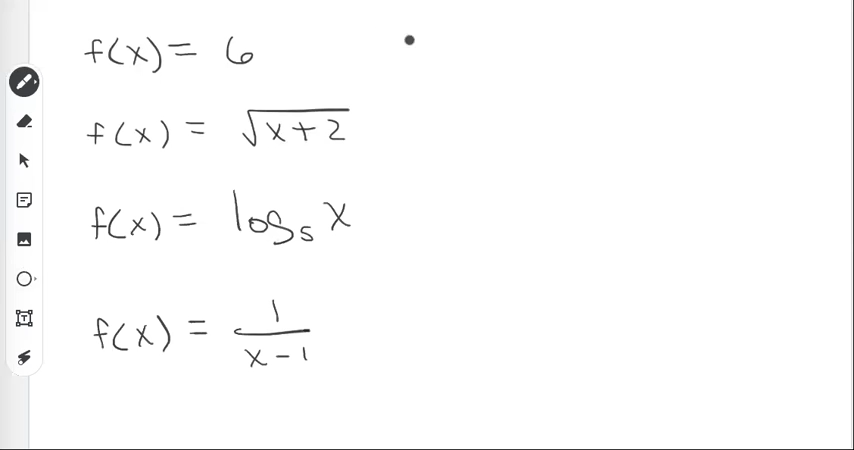 f(x) = 6
f(x) = √x+2
f(x) = log₅ x
f(x) = 1/(x-1)